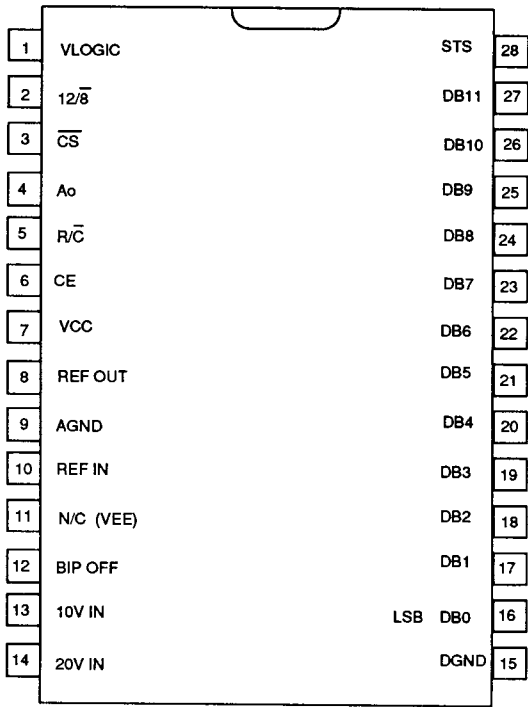 1 VLOGIC STS 28
2 12/8̅ DB11 27
3 C̅S̅ DB10 26
4 Ao DB9 25
5 R/C̅ DB8 24
6 CE DB7 23
7 VCC DB6 22
8 REF OUT DB5 21
9 AGND DB4 20
10 REF IN DB3 19
11 N/C (VEE) DB2 18
12 BIP OFF DB1 17
13 10V IN LSB DB0 16
14 20V IN DGND 15